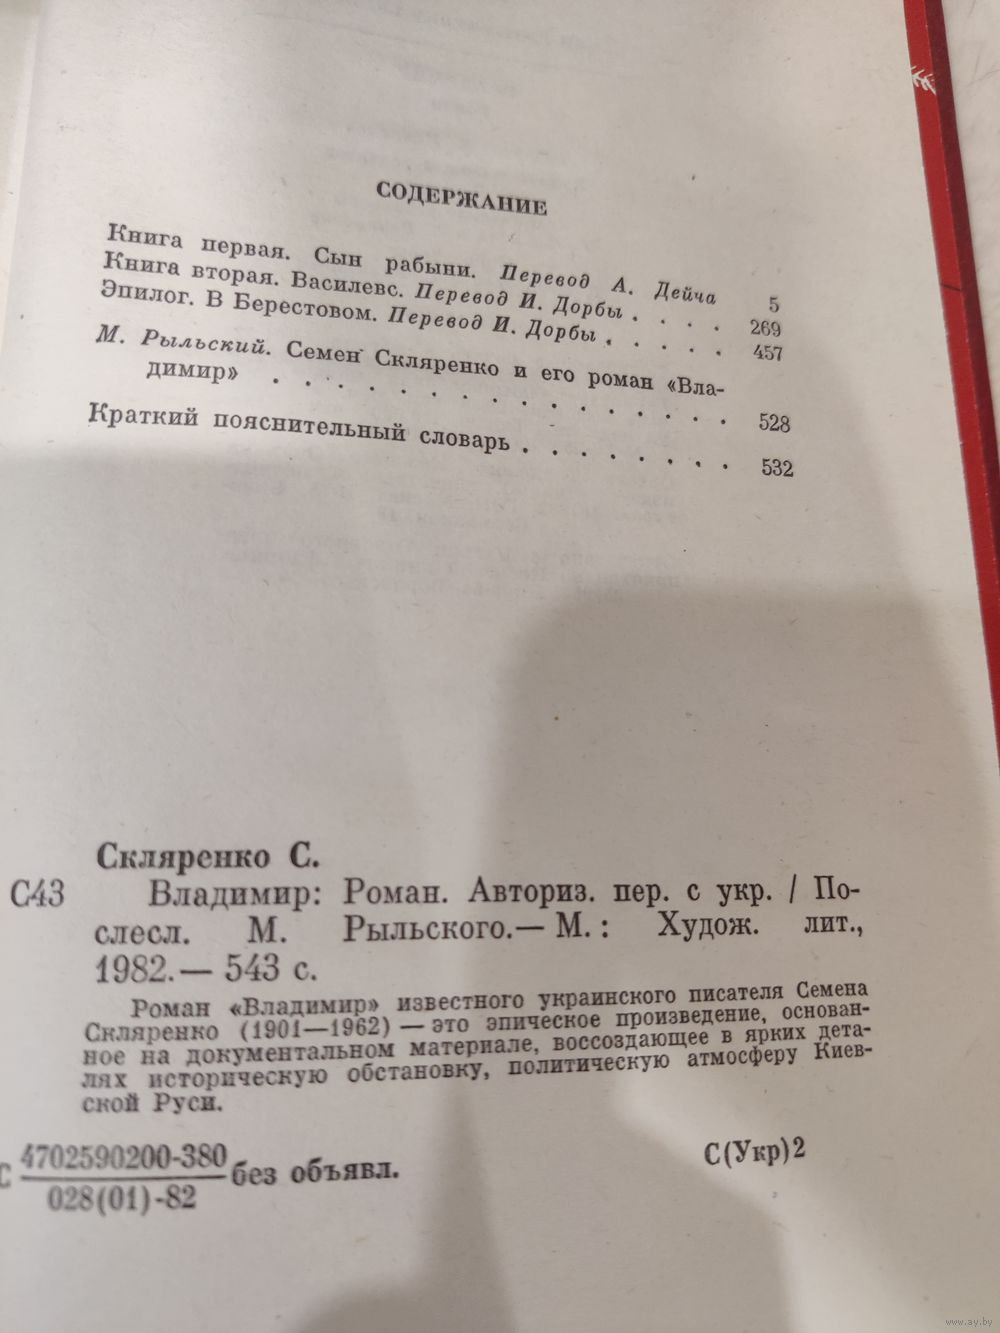 СОДЕРЖАНИЕ
Книга первая. Сын рабыни. Перевод А. Дейча 5
Книга вторая. Василевс. Перевод И. Дорбы . . . . 269
Эпилог. В Берестовом. Перевод И. Дорбы . . . . . 457
М. Рыльский. Семен Скляренко и его роман «Вла-
димир» . . . . . . . . . . . . . . . 528
Краткий пояснительный словарь . . . . . . . . 532
Скляренко С.
С43 Владимир: Роман. Авториз. пер. с укр. / По-
слесл. М. Рыльского.— М.: Худож. лит.,
1982.— 543 с.
Роман «Владимир» известного украинского писателя Семена
Скляренко (1901—1962) — это эпическое произведение, основан-
ное на документальном материале, воссоздающее в ярких дета-
лях историческую обстановку, политическую атмосферу Киев-
ской Руси.
С 4702590200-380 без объявл. С(Укр)2
028(01)-82
www.ay.by